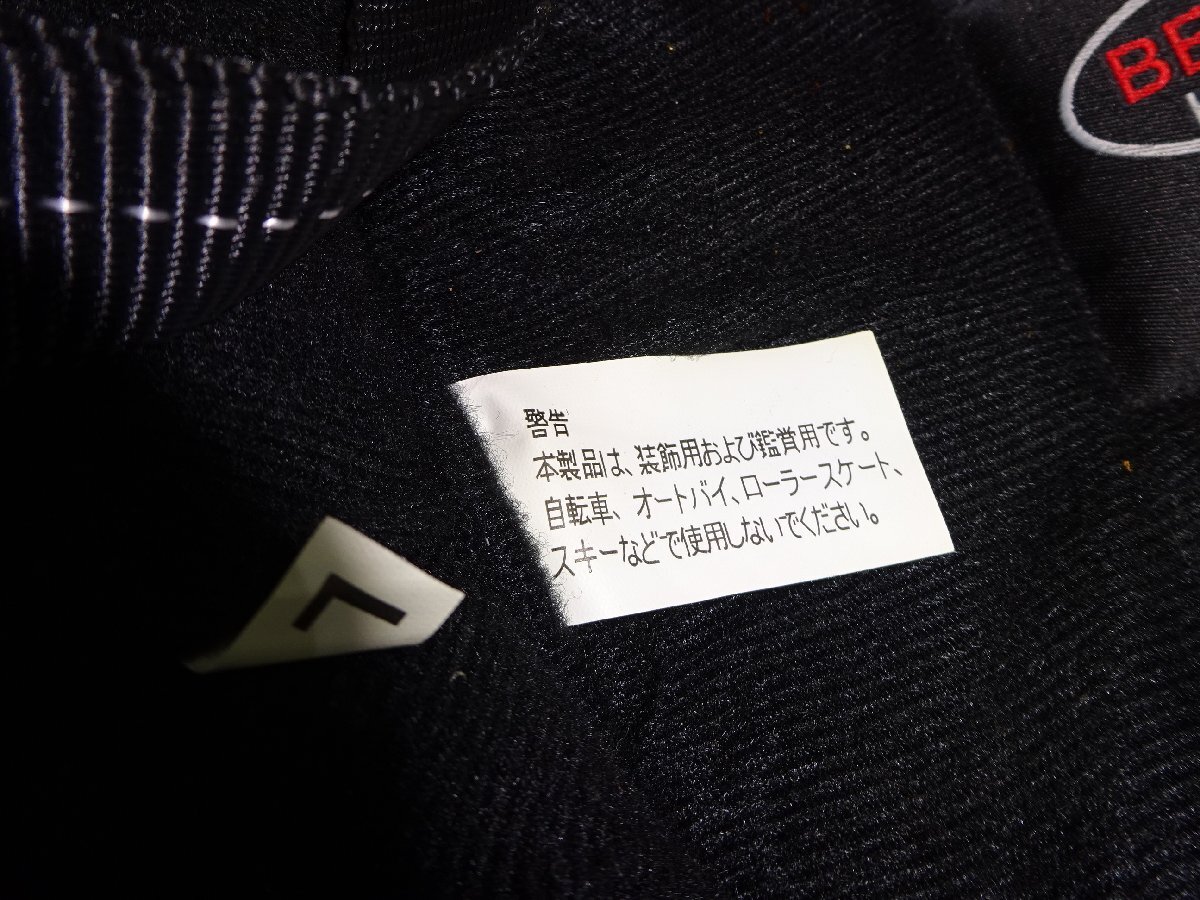 警告
本製品は、装飾用および鑑賞用です。
自転車、オートバイ、ローラースケート、
スキーなどで使用しないでください。
L